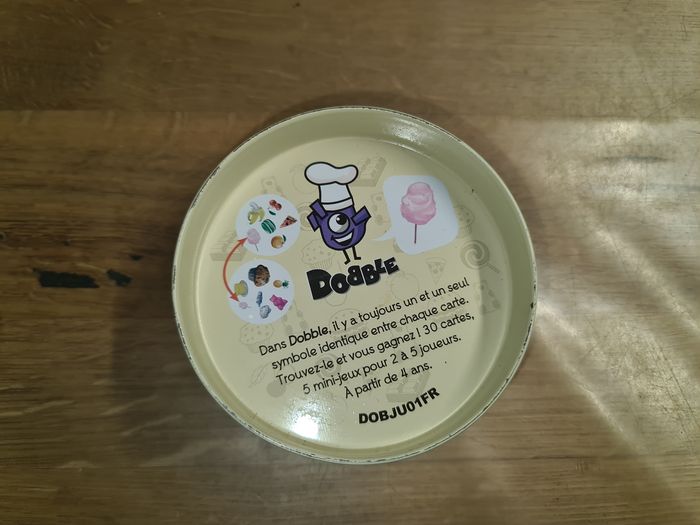 DOBBLE
Dans Dobble, il y a toujours un et un seul
symbole identique entre chaque carte.
Trouvez-le et vous gagnez ! 30 cartes,
5 mini-jeux pour 2 à 5 joueurs.
À partir de 4 ans.
DOBJU01FR